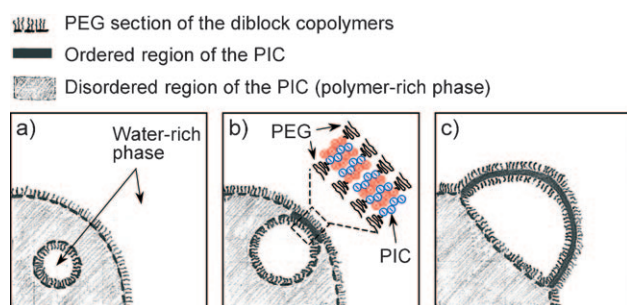 PEG section of the diblock copolymers
Ordered region of the PIC
Disordered region of the PIC (polymer-rich phase)
a)
Water-rich
phase
b)
PEG
PIC
c)